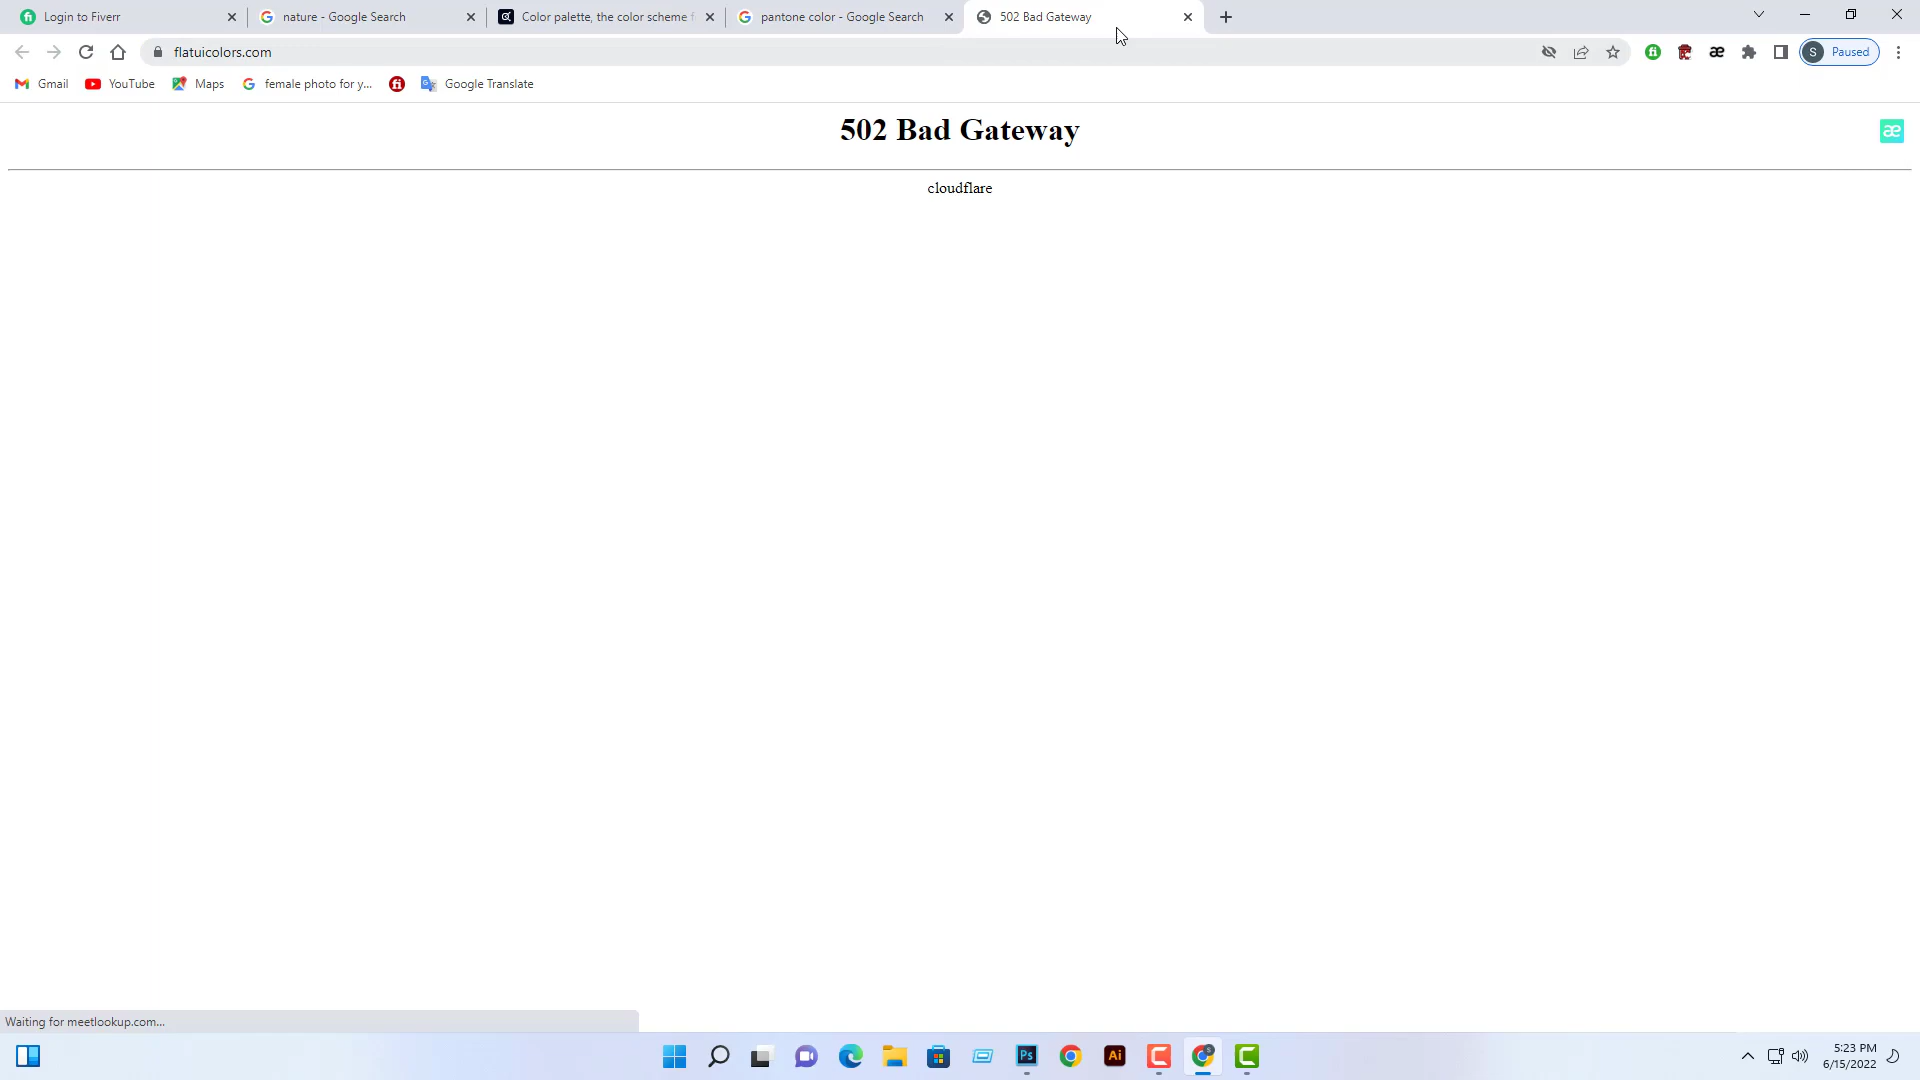 Login to Fiverr
nature - Google Search
Color palette, the color scheme f
pantone color - Google Search
502 Bad Gateway
flatuicolors.com
S
Paused
Gmail
YouTube
Maps
female photo for y...
Google Translate
502 Bad Gateway
æ
cloudflare
Waiting for meetlookup.com...
Ps
Ai
5:23 PM
6/15/2022